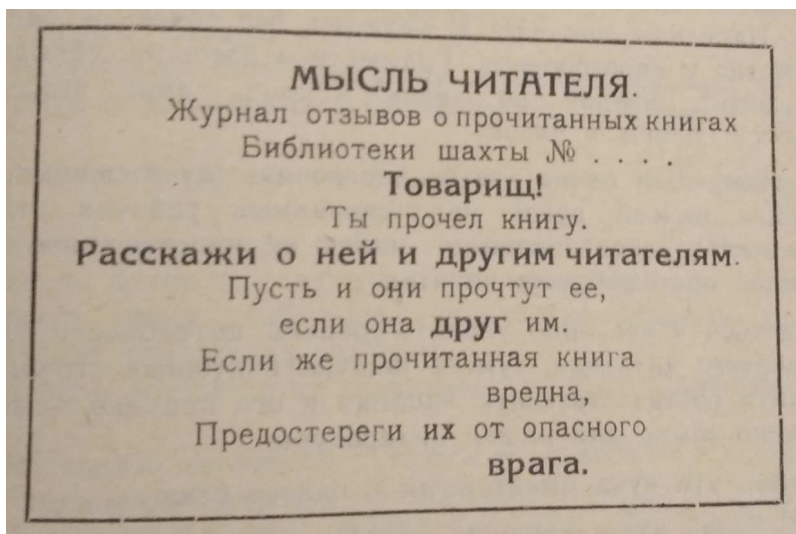 МЫСЛЬ ЧИТАТЕЛЯ.
Журнал отзывов о прочитанных книгах
Библиотеки шахты № . . . .
Товарищ!
Ты прочел книгу.
Расскажи о ней и другим читателям.
Пусть и они прочтут ее,
если она друг им.
Если же прочитанная книга
вредна,
Предостереги их от опасного
врага.